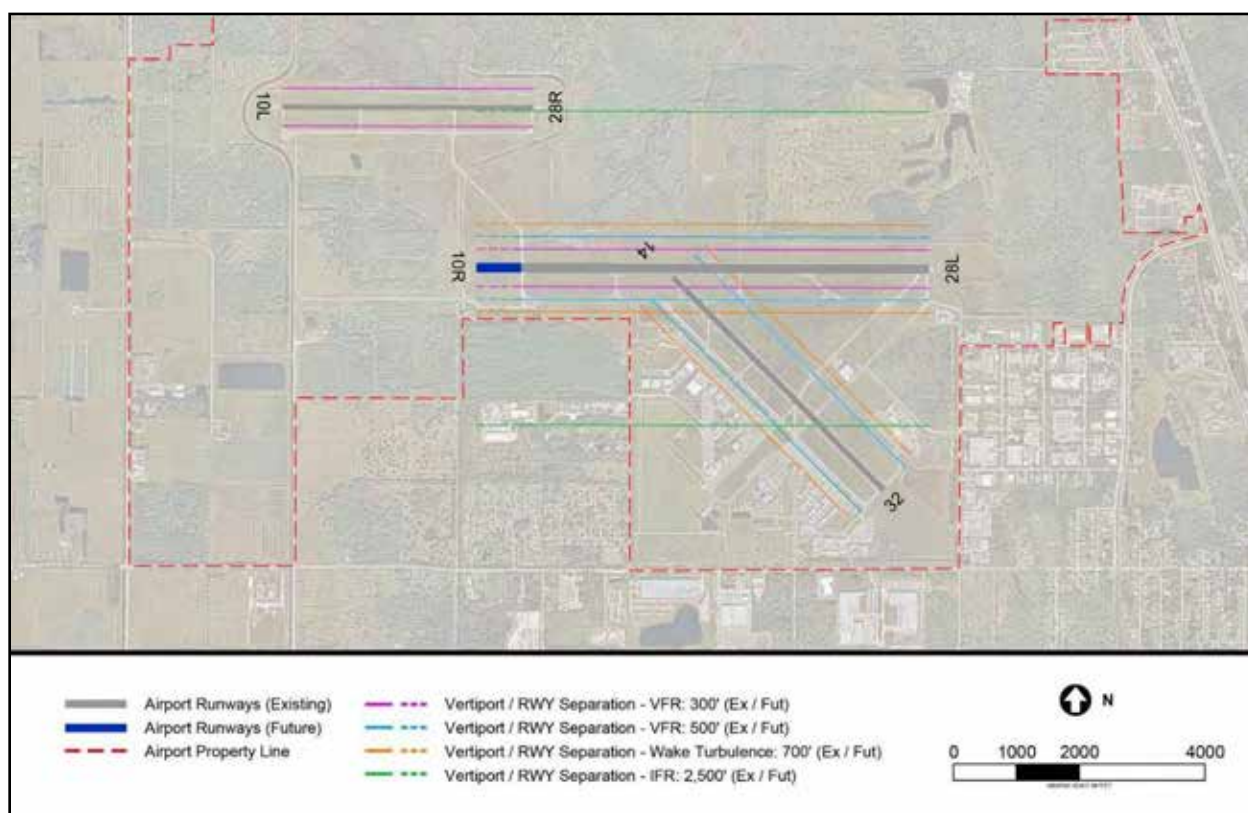 10L
28R
14
10R
28L
32
Airport Runways (Existing)
Airport Runways (Future)
Airport Property Line
Vertiport / RWY Separation - VFR: 300' (Ex / Fut)
Vertiport / RWY Separation - VFR: 500' (Ex / Fut)
Vertiport / RWY Separation - Wake Turbulence: 700' (Ex / Fut)
Vertiport / RWY Separation - IFR: 2,500' (Ex / Fut)
N
0 1000 2000 4000